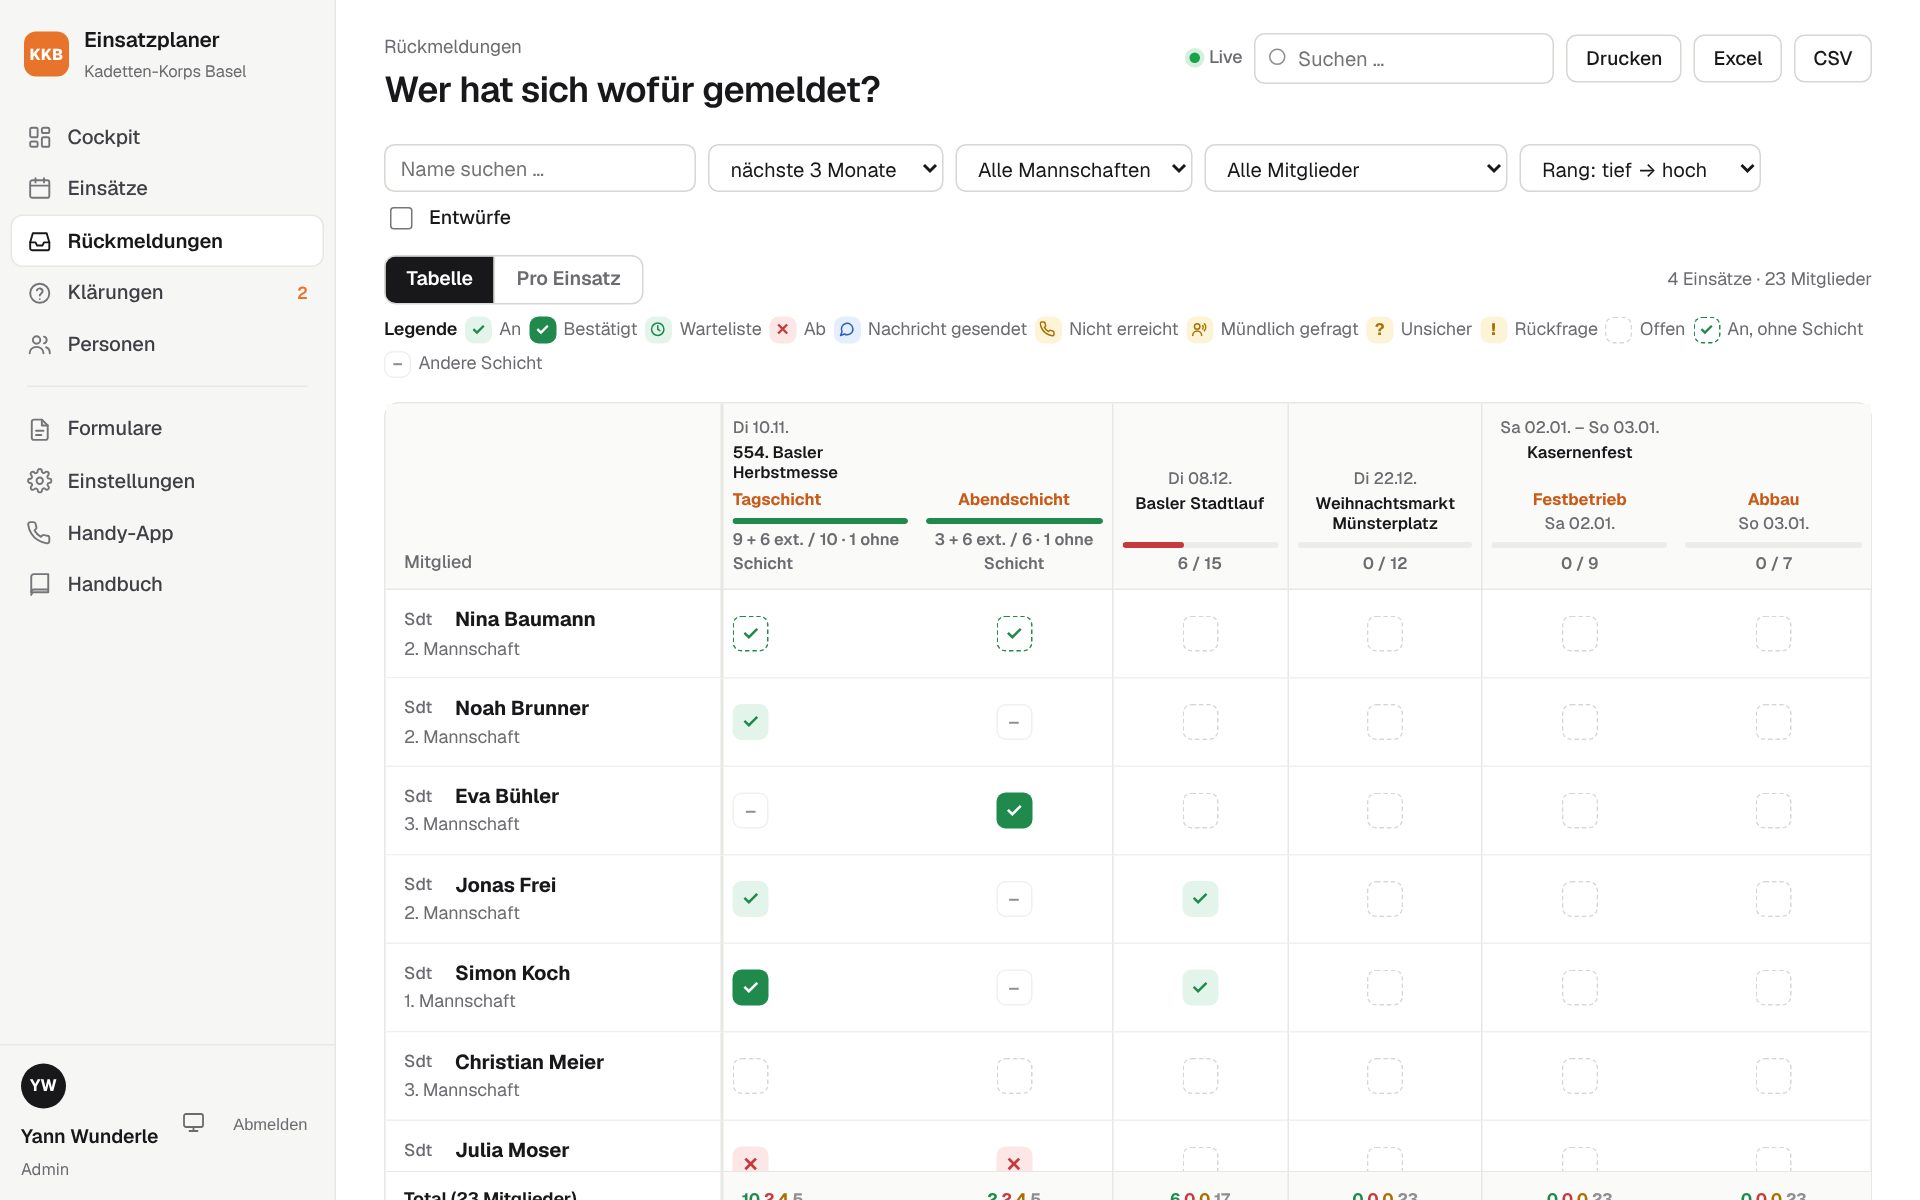 KKB
Einsatzplaner
Kadetten-Korps Basel
Cockpit
Einsätze
Rückmeldungen
Klärungen 2
Personen
Formulare
Einstellungen
Handy-App
Handbuch
YW
Yann Wunderle
Admin
Abmelden
Rückmeldungen
Wer hat sich wofür gemeldet?
Live
Suchen …
Drucken
Excel
CSV
Name suchen …
nächste 3 Monate
Alle Mannschaften
Alle Mitglieder
Rang: tief → hoch
Entwürfe
Tabelle
Pro Einsatz
4 Einsätze · 23 Mitglieder
Legende An Bestätigt Warteliste Ab Nachricht gesendet Nicht erreicht Mündlich gefragt ? Unsicher ! Rückfrage Offen An, ohne Schicht
– Andere Schicht
Mitglied
Di 10.11.
554. Basler
Herbstmesse
Tagschicht
9 + 6 ext. / 10 · 1 ohne
Schicht
Abendschicht
3 + 6 ext. / 6 · 1 ohne
Schicht
Di 08.12.
Basler Stadtlauf
6 / 15
Di 22.12.
Weihnachtsmarkt
Münsterplatz
0 / 12
Sa 02.01. – So 03.01.
Kasernenfest
Festbetrieb
Sa 02.01.
0 / 9
Abbau
So 03.01.
0 / 7
Sdt Nina Baumann
2. Mannschaft
Sdt Noah Brunner
2. Mannschaft
–
Sdt Eva Bühler
3. Mannschaft
–
Sdt Jonas Frei
2. Mannschaft
–
Sdt Simon Koch
1. Mannschaft
–
Sdt Christian Meier
3. Mannschaft
Sdt Julia Moser
Total (23 Mitglieder)